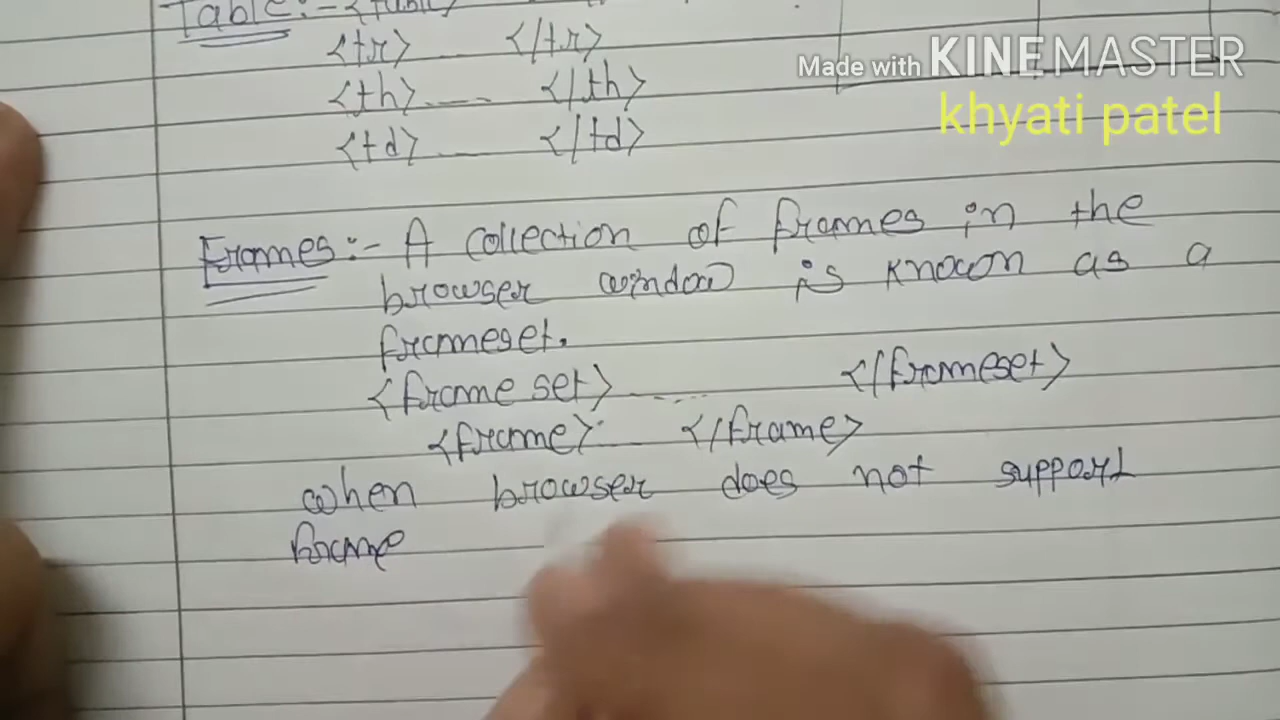 Table:- <table>
<tr> </tr>
<th> ..... </th>
<td> ..... </td>
Made with KINEMASTER
khyati patel
Frames:- A collection of frames in the
browser window is known as a
frameset.
<frame set> ....... </frameset>
<frame> .... </frame>
when browser does not support
frame